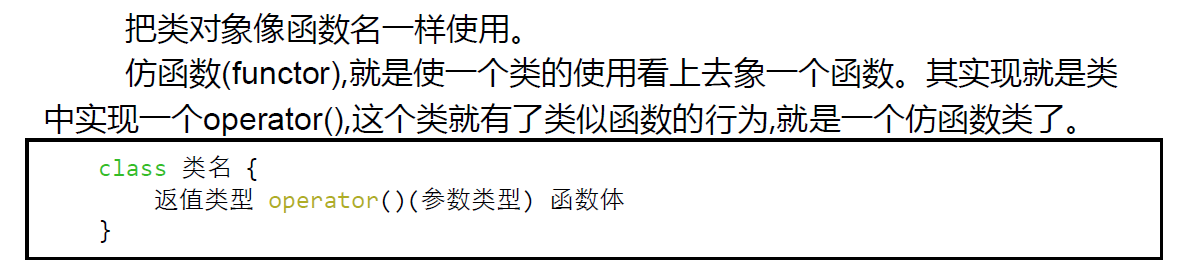 把类对象像函数名一样使用。
仿函数(functor),就是使一个类的使用看上去象一个函数。其实现就是类
中实现一个operator(),这个类就有了类似函数的行为,就是一个仿函数类了。
class 类名 {
返值类型 operator()(参数类型) 函数体
}